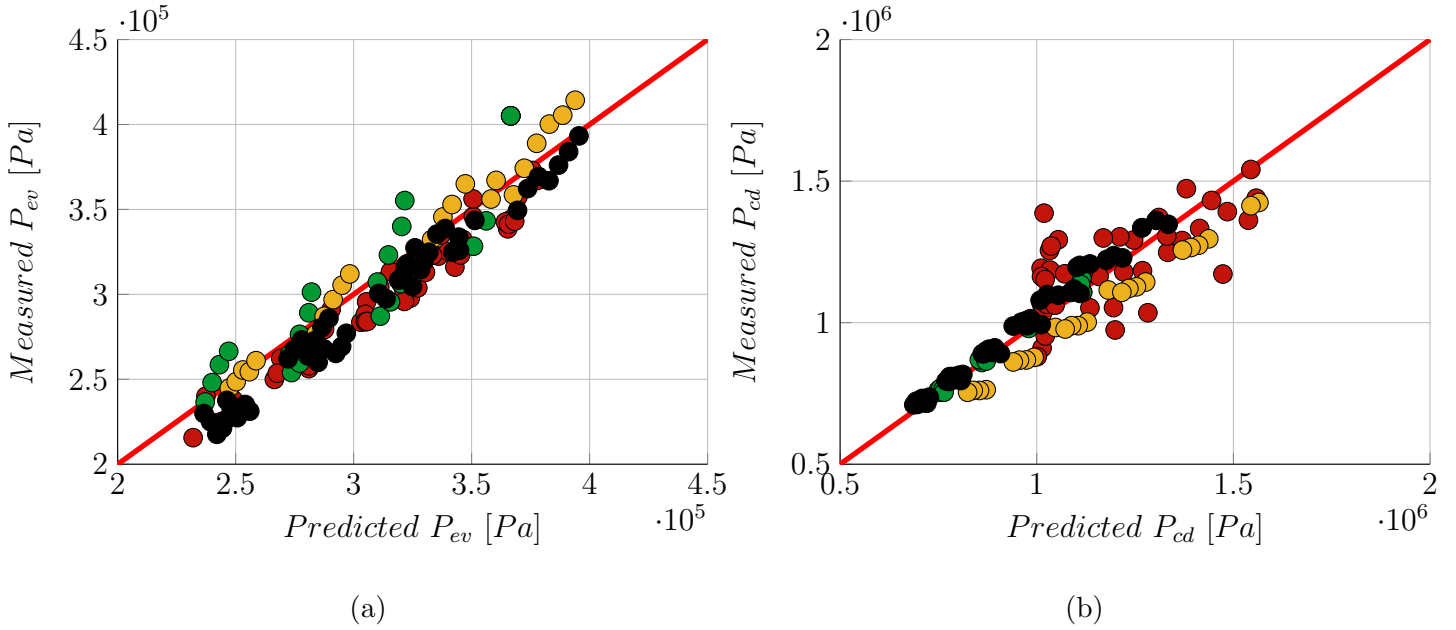 ·10^5
4.5
4
3.5
3
2.5
2
Measured P_ev [Pa]
2 2.5 3 3.5 4 4.5
·10^5
Predicted P_ev [Pa]
(a)
·10^6
2
1.5
1
0.5
Measured P_cd [Pa]
0.5 1 1.5 2
·10^6
Predicted P_cd [Pa]
(b)